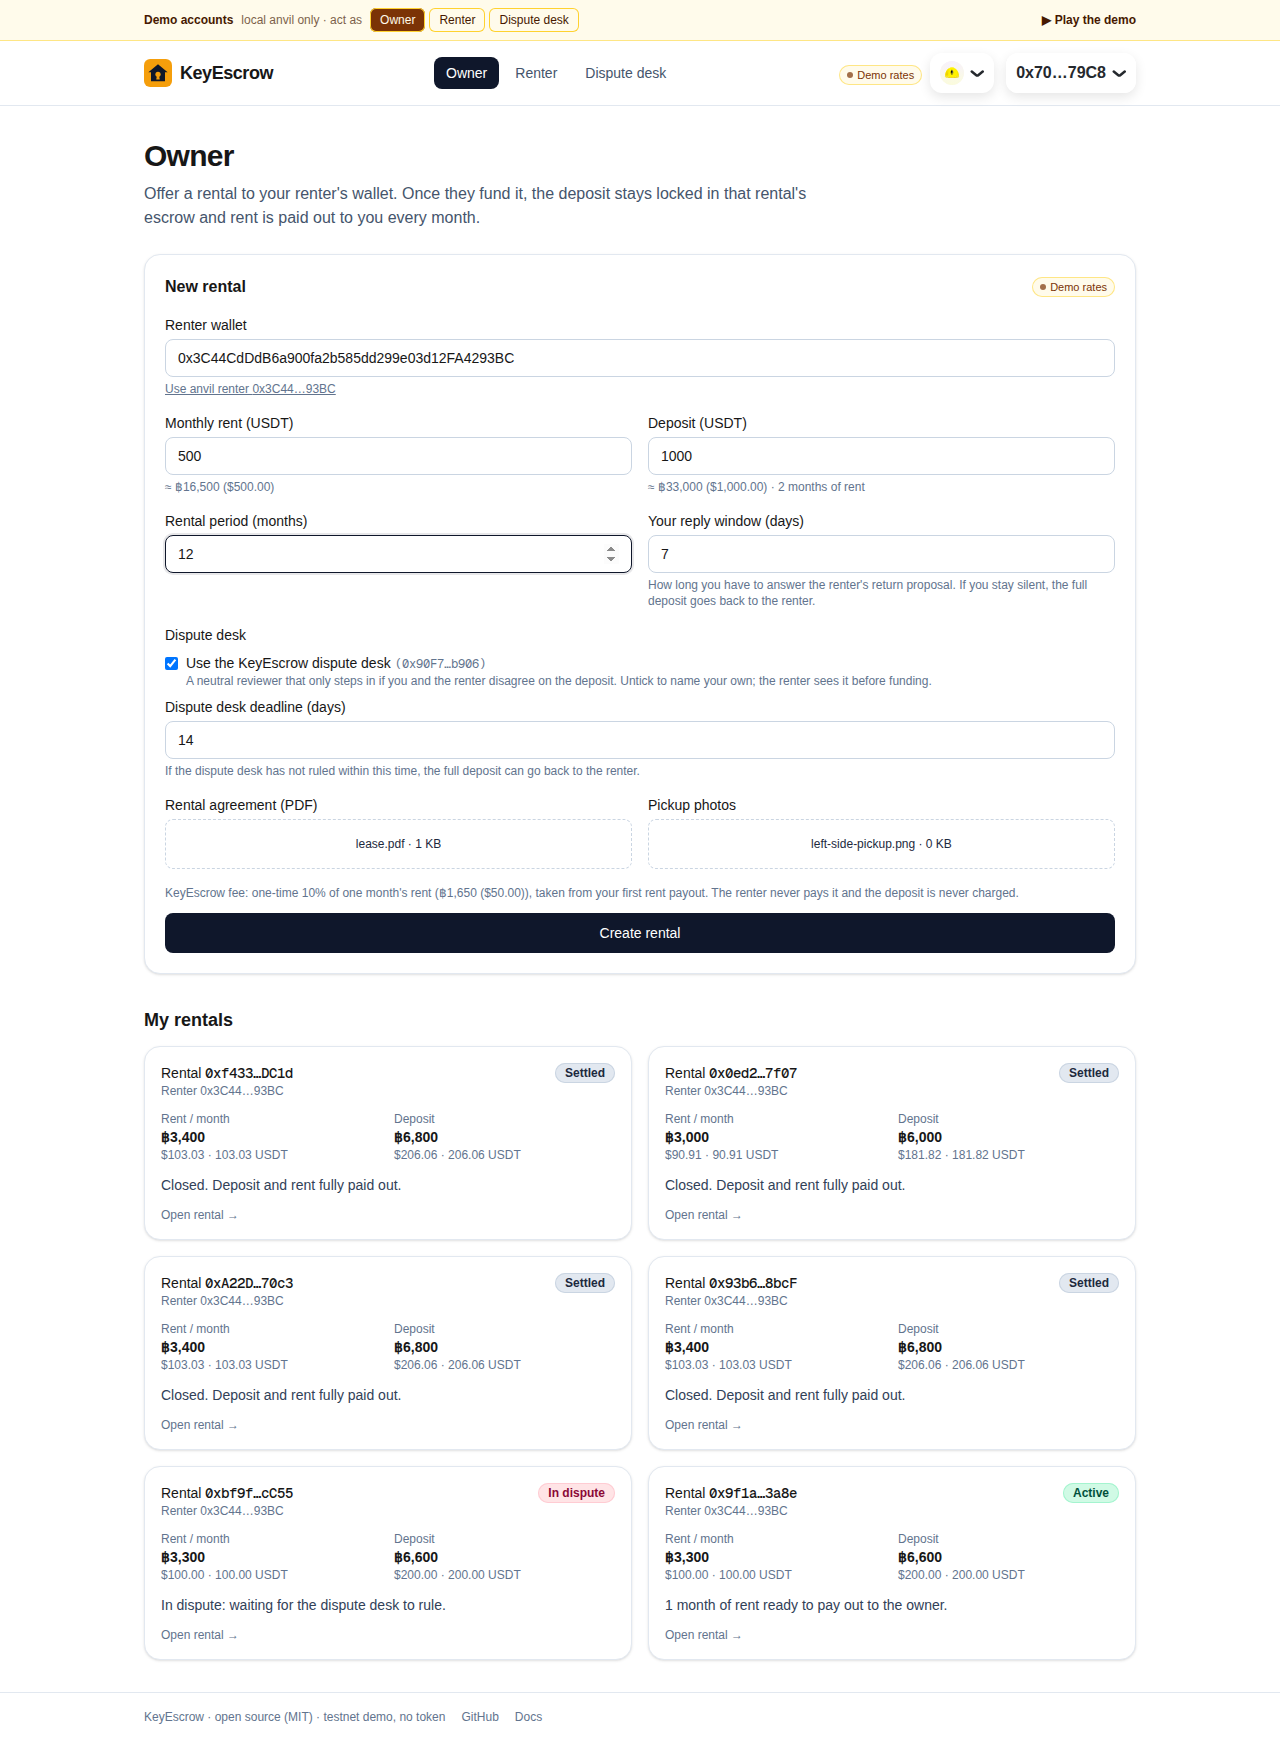 Demo accounts local anvil only · act as Owner Renter Dispute desk ▶ Play the demo
KeyEscrow Owner Renter Dispute desk Demo rates 0x70…79C8
Owner
Offer a rental to your renter's wallet. Once they fund it, the deposit stays locked in that rental's
escrow and rent is paid out to you every month.
New rental Demo rates
Renter wallet
0x3C44CdDdB6a900fa2b585dd299e03d12FA4293BC
Use anvil renter 0x3C44…93BC
Monthly rent (USDT) Deposit (USDT)
500 1000
≈ ฿16,500 ($500.00) ≈ ฿33,000 ($1,000.00) · 2 months of rent
Rental period (months) Your reply window (days)
12 7
How long you have to answer the renter's return proposal. If you stay silent, the full
deposit goes back to the renter.
Dispute desk
Use the KeyEscrow dispute desk (0x90F7…b906)
A neutral reviewer that only steps in if you and the renter disagree on the deposit. Untick to name your own; the renter sees it before funding.
Dispute desk deadline (days)
14
If the dispute desk has not ruled within this time, the full deposit can go back to the renter.
Rental agreement (PDF) Pickup photos
lease.pdf · 1 KB left-side-pickup.png · 0 KB
KeyEscrow fee: one-time 10% of one month's rent (฿1,650 ($50.00)), taken from your first rent payout. The renter never pays it and the deposit is never charged.
Create rental
My rentals
Rental 0xf433…DC1d Settled Rental 0x0ed2…7f07 Settled
Renter 0x3C44…93BC Renter 0x3C44…93BC
Rent / month Deposit Rent / month Deposit
฿3,400 ฿6,800 ฿3,000 ฿6,000
$103.03 · 103.03 USDT $206.06 · 206.06 USDT $90.91 · 90.91 USDT $181.82 · 181.82 USDT
Closed. Deposit and rent fully paid out. Closed. Deposit and rent fully paid out.
Open rental → Open rental →
Rental 0xA22D…70c3 Settled Rental 0x93b6…8bcF Settled
Renter 0x3C44…93BC Renter 0x3C44…93BC
Rent / month Deposit Rent / month Deposit
฿3,400 ฿6,800 ฿3,400 ฿6,800
$103.03 · 103.03 USDT $206.06 · 206.06 USDT $103.03 · 103.03 USDT $206.06 · 206.06 USDT
Closed. Deposit and rent fully paid out. Closed. Deposit and rent fully paid out.
Open rental → Open rental →
Rental 0xbf9f…cC55 In dispute Rental 0x9f1a…3a8e Active
Renter 0x3C44…93BC Renter 0x3C44…93BC
Rent / month Deposit Rent / month Deposit
฿3,300 ฿6,600 ฿3,300 ฿6,600
$100.00 · 100.00 USDT $200.00 · 200.00 USDT $100.00 · 100.00 USDT $200.00 · 200.00 USDT
In dispute: waiting for the dispute desk to rule. 1 month of rent ready to pay out to the owner.
Open rental → Open rental →
KeyEscrow · open source (MIT) · testnet demo, no token GitHub Docs